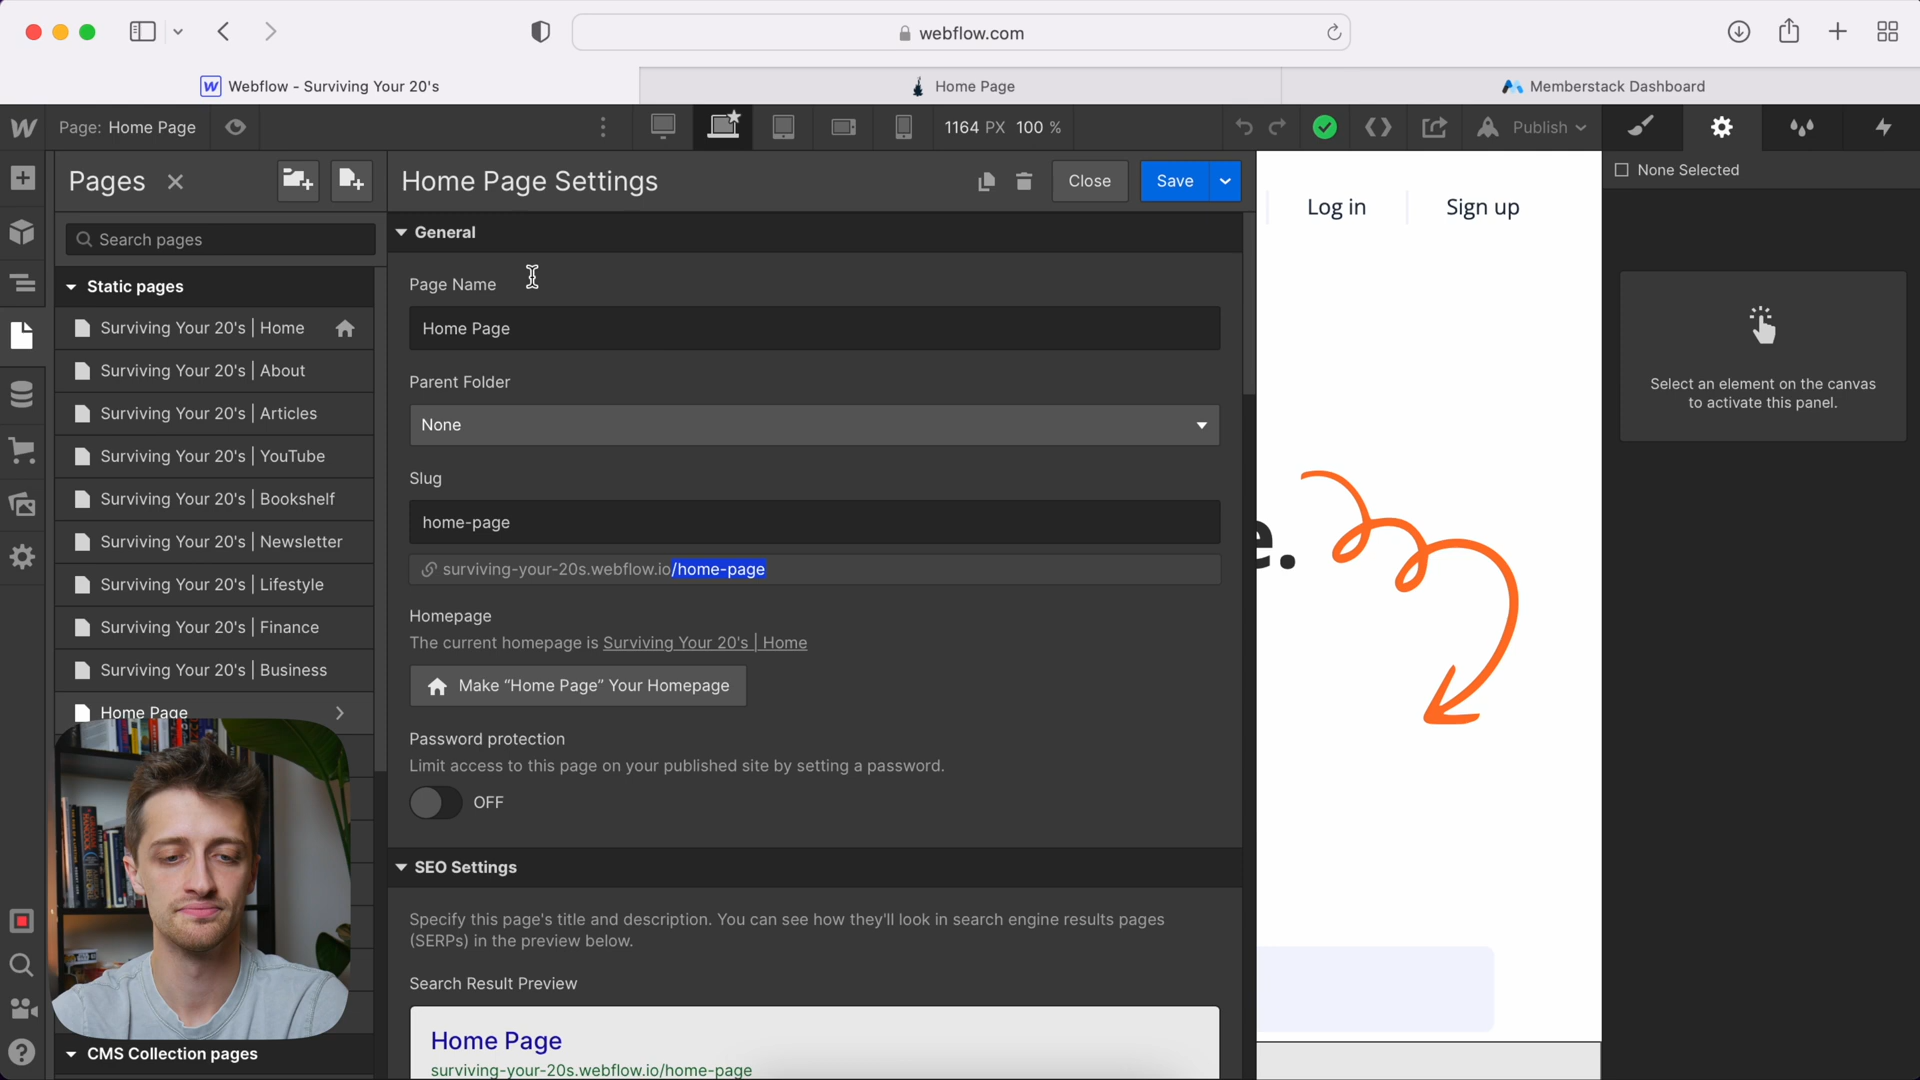 webflow.com
Webflow - Surviving Your 20's
Home Page
Memberstack Dashboard
Page: Home Page
1164 PX 100 %
Publish
Pages
Home Page Settings
Close
Save
None Selected
Log in
Sign up
Search pages
General
Static pages
Page Name
Surviving Your 20's | Home
Home Page
Surviving Your 20's | About
Parent Folder
Select an element on the canvas
to activate this panel.
Surviving Your 20's | Articles
None
Surviving Your 20's | YouTube
Slug
Surviving Your 20's | Bookshelf
home-page
Surviving Your 20's | Newsletter
e.
surviving-your-20s.webflow.io/home-page
Surviving Your 20's | Lifestyle
Homepage
Surviving Your 20's | Finance
The current homepage is Surviving Your 20's | Home
Surviving Your 20's | Business
Make “Home Page” Your Homepage
Home Page
Password protection
Limit access to this page on your published site by setting a password.
OFF
SEO Settings
Specify this page's title and description. You can see how they'll look in search engine results pages
(SERPs) in the preview below.
Search Result Preview
Home Page
surviving-your-20s.webflow.io/home-page
CMS Collection pages